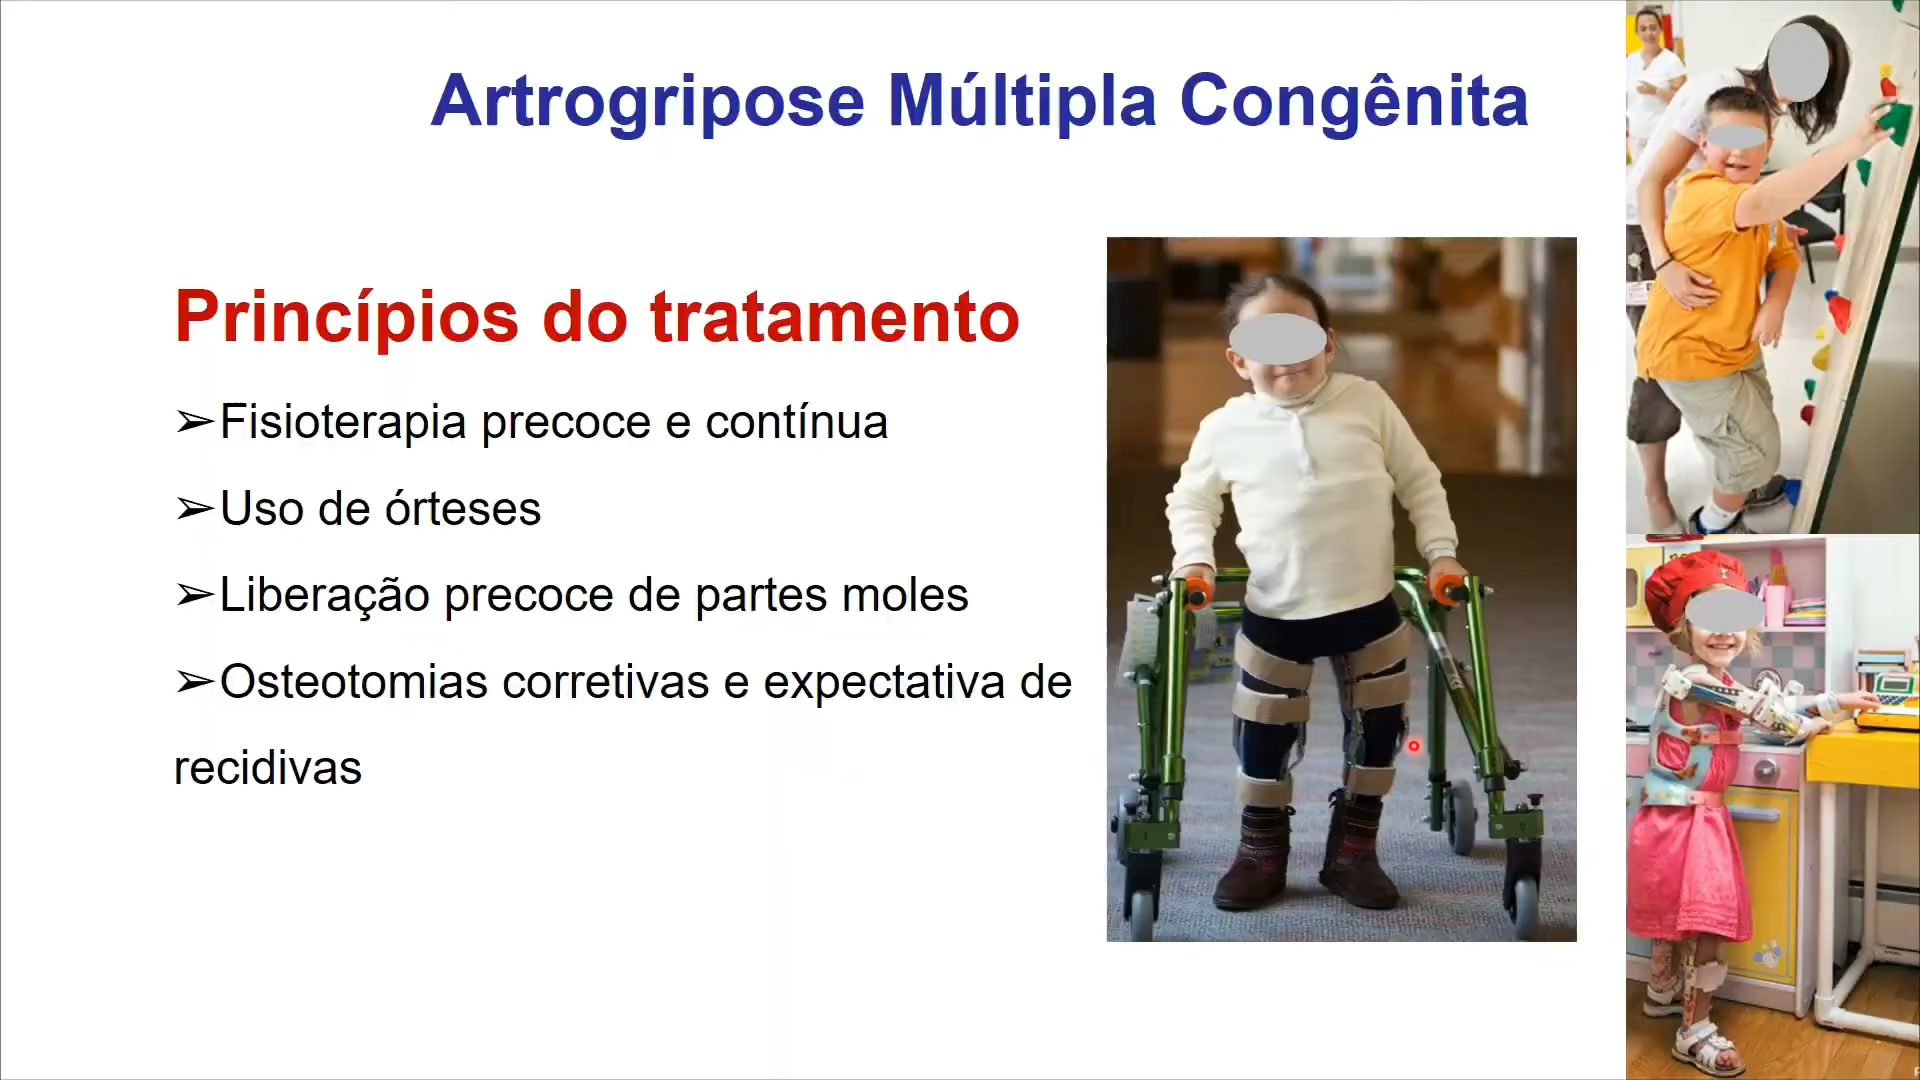 Artrogripose Múltipla Congênita
Princípios do tratamento
➢Fisioterapia precoce e contínua
➢Uso de órteses
➢Liberação precoce de partes moles
➢Osteotomias corretivas e expectativa de
recidivas